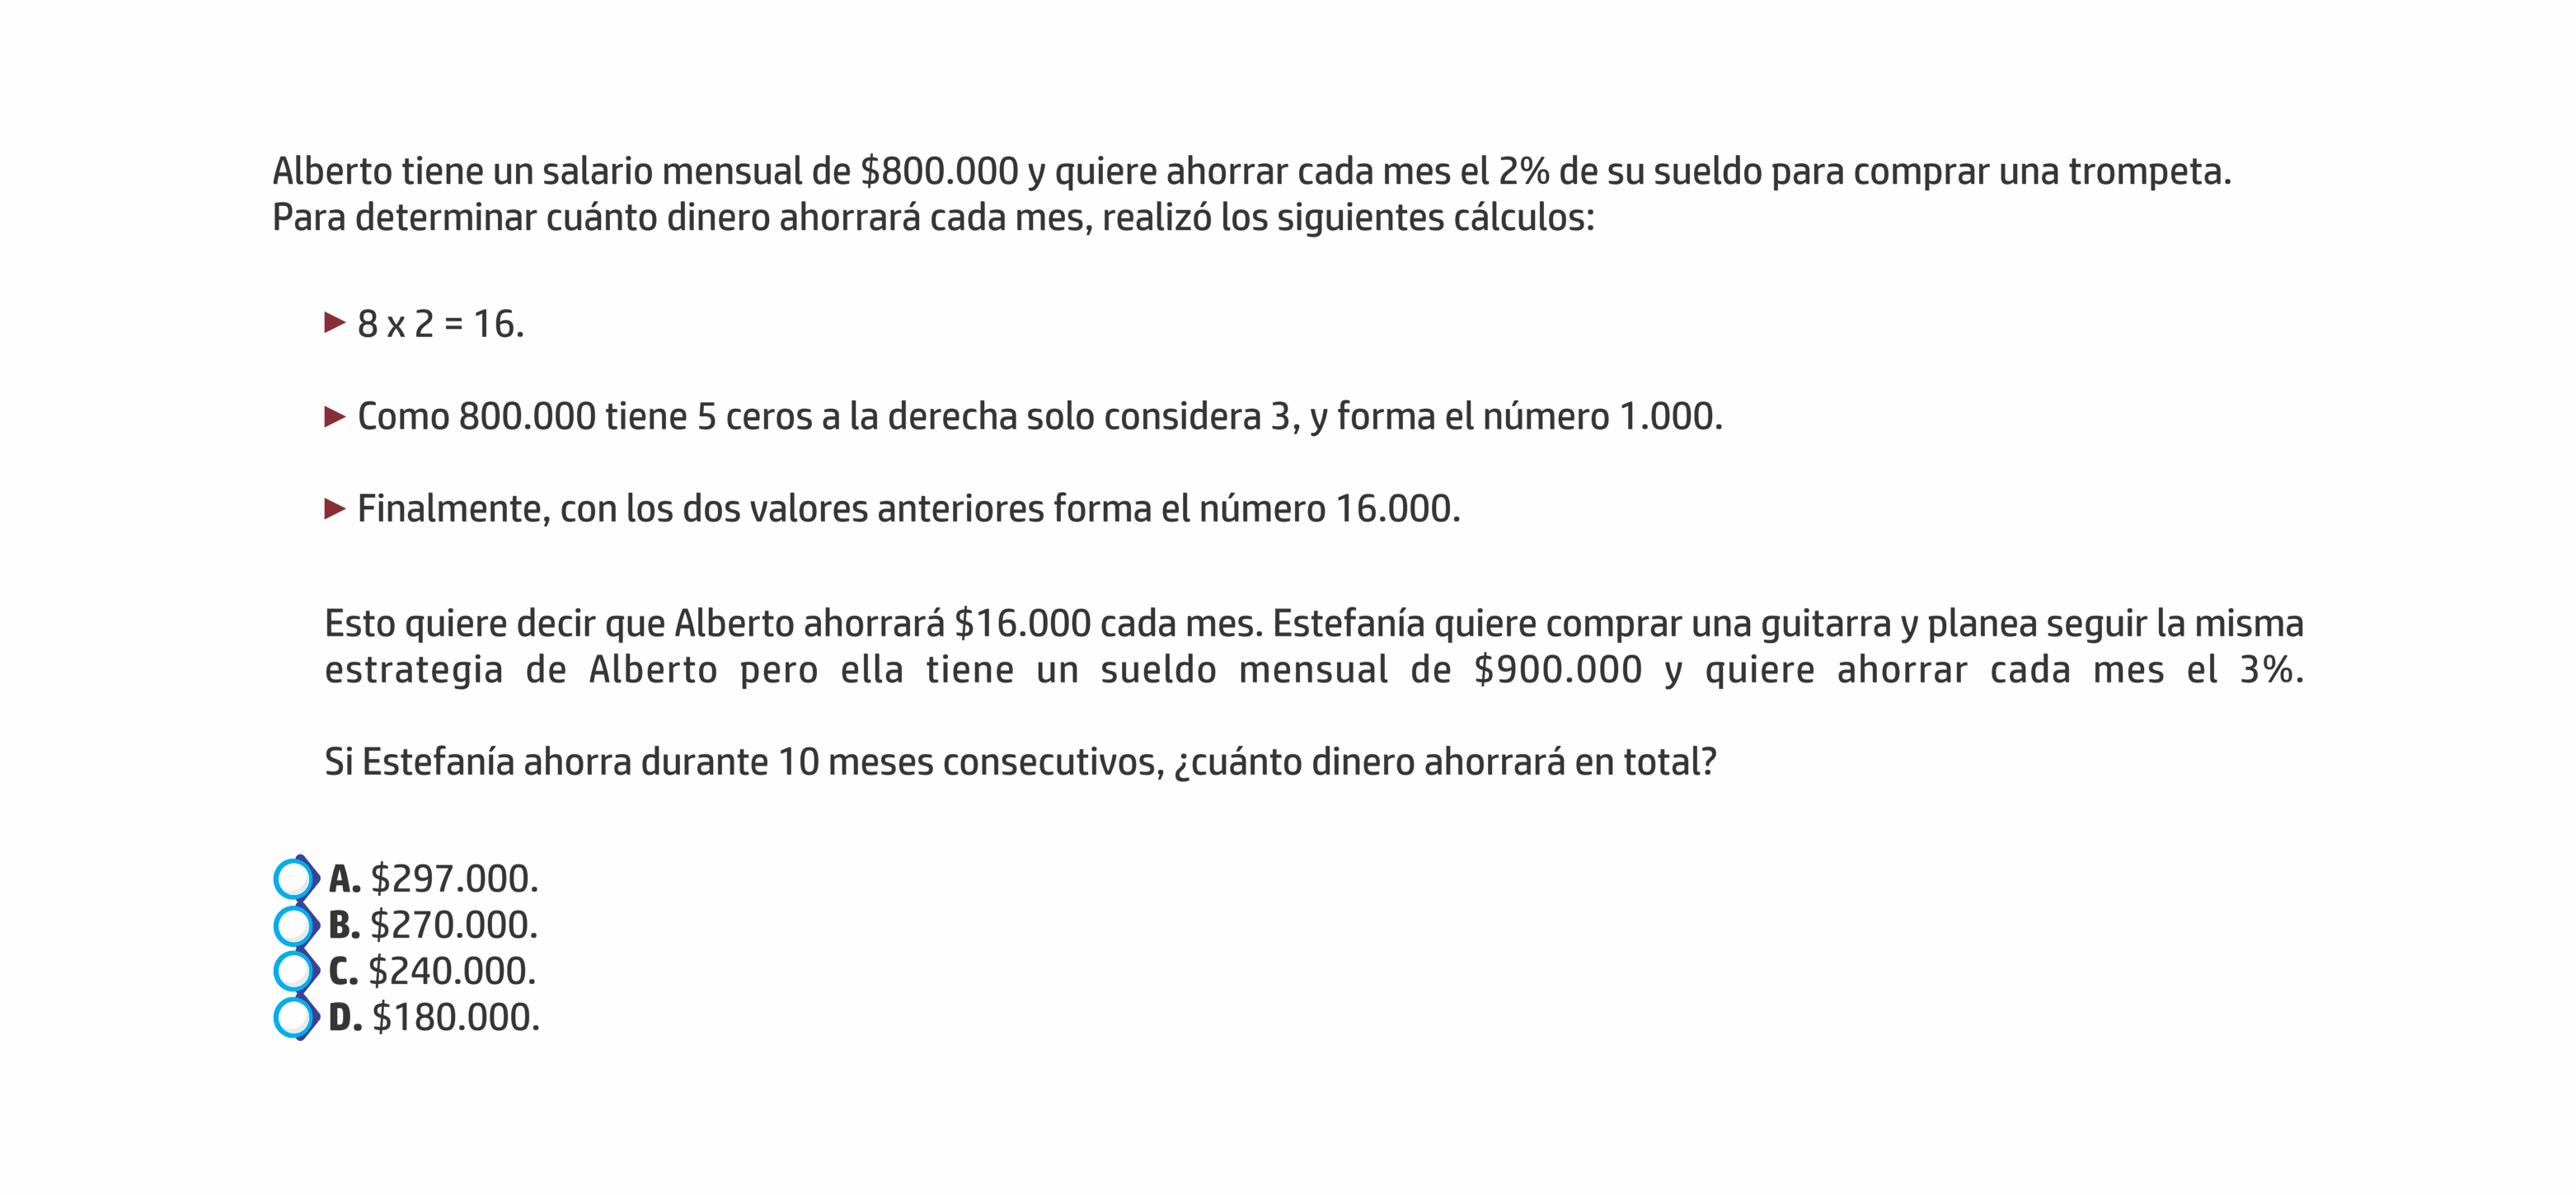 Alberto tiene un salario mensual de $800.000 y quiere ahorrar cada mes el 2% de su sueldo para comprar una trompeta.
Para determinar cuánto dinero ahorrará cada mes, realizó los siguientes cálculos:
8 x 2 = 16.
Como 800.000 tiene 5 ceros a la derecha solo considera 3, y forma el número 1.000.
Finalmente, con los dos valores anteriores forma el número 16.000.
Esto quiere decir que Alberto ahorrará $16.000 cada mes. Estefanía quiere comprar una guitarra y planea seguir la misma
estrategia de Alberto pero ella tiene un sueldo mensual de $900.000 y quiere ahorrar cada mes el 3%.
Si Estefanía ahorra durante 10 meses consecutivos, ¿cuánto dinero ahorrará en total?
A. $297.000.
B. $270.000.
C. $240.000.
D. $180.000.